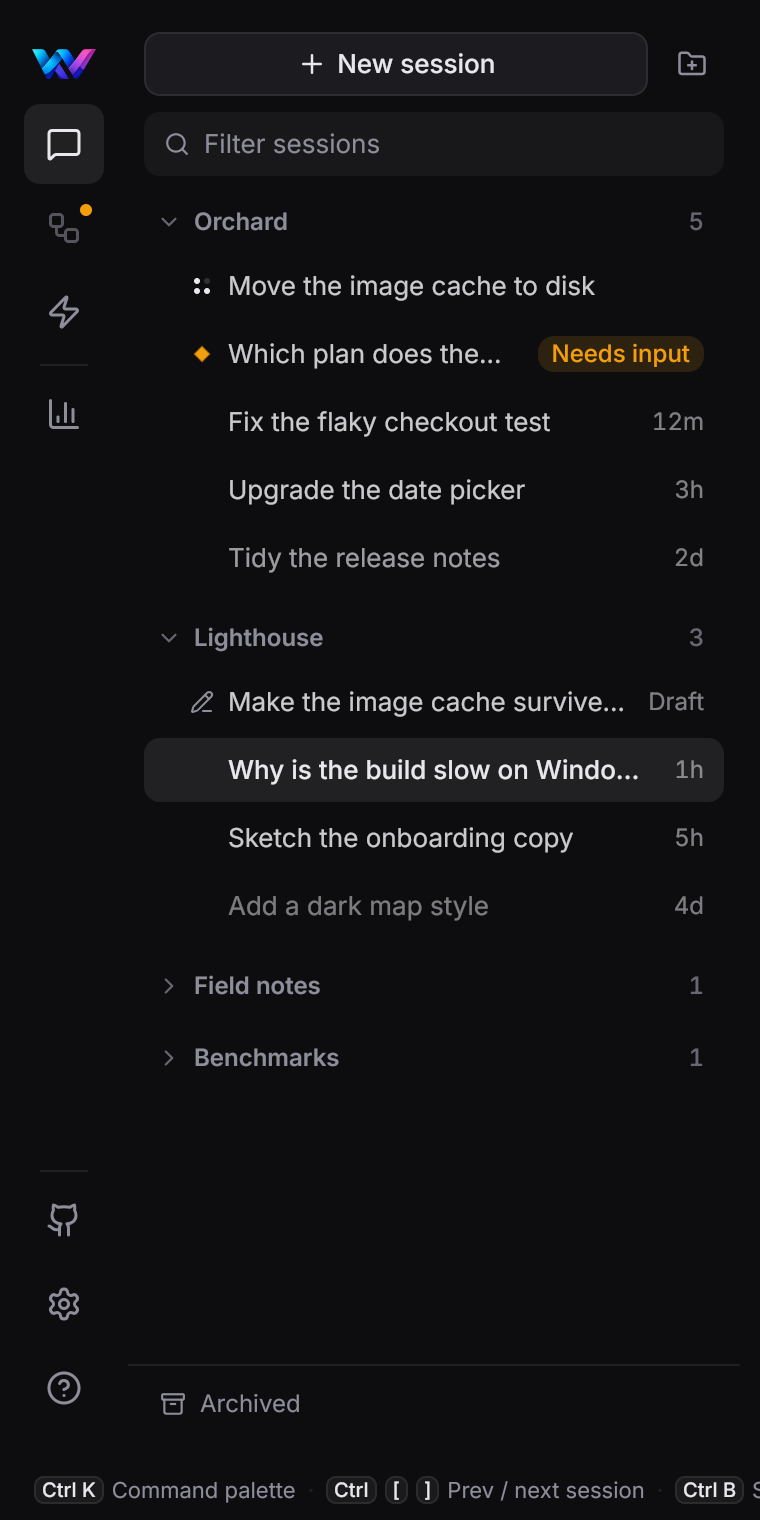 New session
Filter sessions
Orchard 5
Move the image cache to disk
Which plan does the... Needs input
Fix the flaky checkout test 12m
Upgrade the date picker 3h
Tidy the release notes 2d
Lighthouse 3
Make the image cache survive... Draft
Why is the build slow on Windo... 1h
Sketch the onboarding copy 5h
Add a dark map style 4d
Field notes 1
Benchmarks 1
Archived
Ctrl K Command palette · Ctrl [ ] Prev / next session · Ctrl B